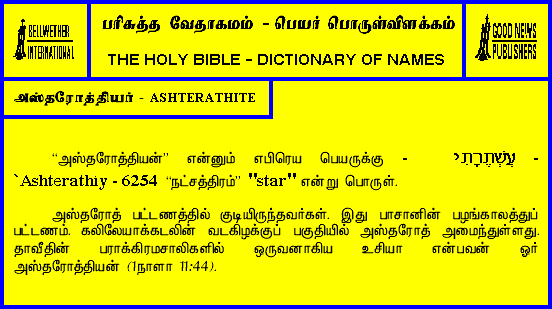 BELLWETHER
INTERNATIONAL
பரிசுத்த வேதாகமம் - பெயர் பொருள்விளக்கம்
THE HOLY BIBLE - DICTIONARY OF NAMES
GOOD NEWS
PUBLISHERS
அஸ்தரோத்தியர் - ASHTERATHITE
“அஸ்தரோத்தியன்” என்னும் எபிரெய பெயருக்கு - עֲשְׁתְּרָתִי -
`Ashterathiy - 6254 “நட்சத்திரம்” "star" என்று பொருள்.
அஸ்தரோத் பட்டணத்தில் குடியிருந்தவர்கள். இது பாசானின் பழங்காலத்துப்
பட்டணம். கலிலேயாக்கடலின் வடகிழக்குப் பகுதியில் அஸ்தரோத் அமைந்துள்ளது.
தாவீதின் பராக்கிரமசாலிகளில் ஒருவனாகிய உசியா என்பவன் ஓர்
அஸ்தரோத்தியன் (1நாளா 11:44).